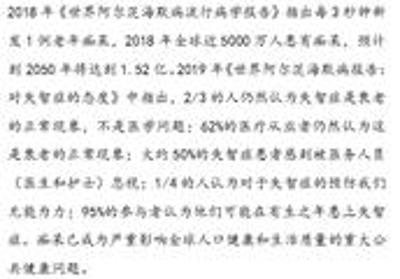 2018 年《世界阿尔茨海默病流行病学报告》指出每 3 秒钟新
发 1 例老年痴呆，2018 年全球近 5000 万人患有痴呆，预计
到 2050 年将达到 1.52 亿。2019 年《世界阿尔茨海默病报告：
对失智症的态度》中指出，2/3 的人仍然认为失智症是衰老
的正常现象，不是医学问题；62%的医疗从业者仍然认为这
是衰老的正常现象；大约 50%的失智症患者感到被医务人员
（医生和护士）忽视；1/4 的人认为对于失智症的预防我们
无能为力；95%的参与者认为他们可能在有生之年患上失智
症。痴呆已成为严重影响全球人口健康和生活质量的重大公
共健康问题。